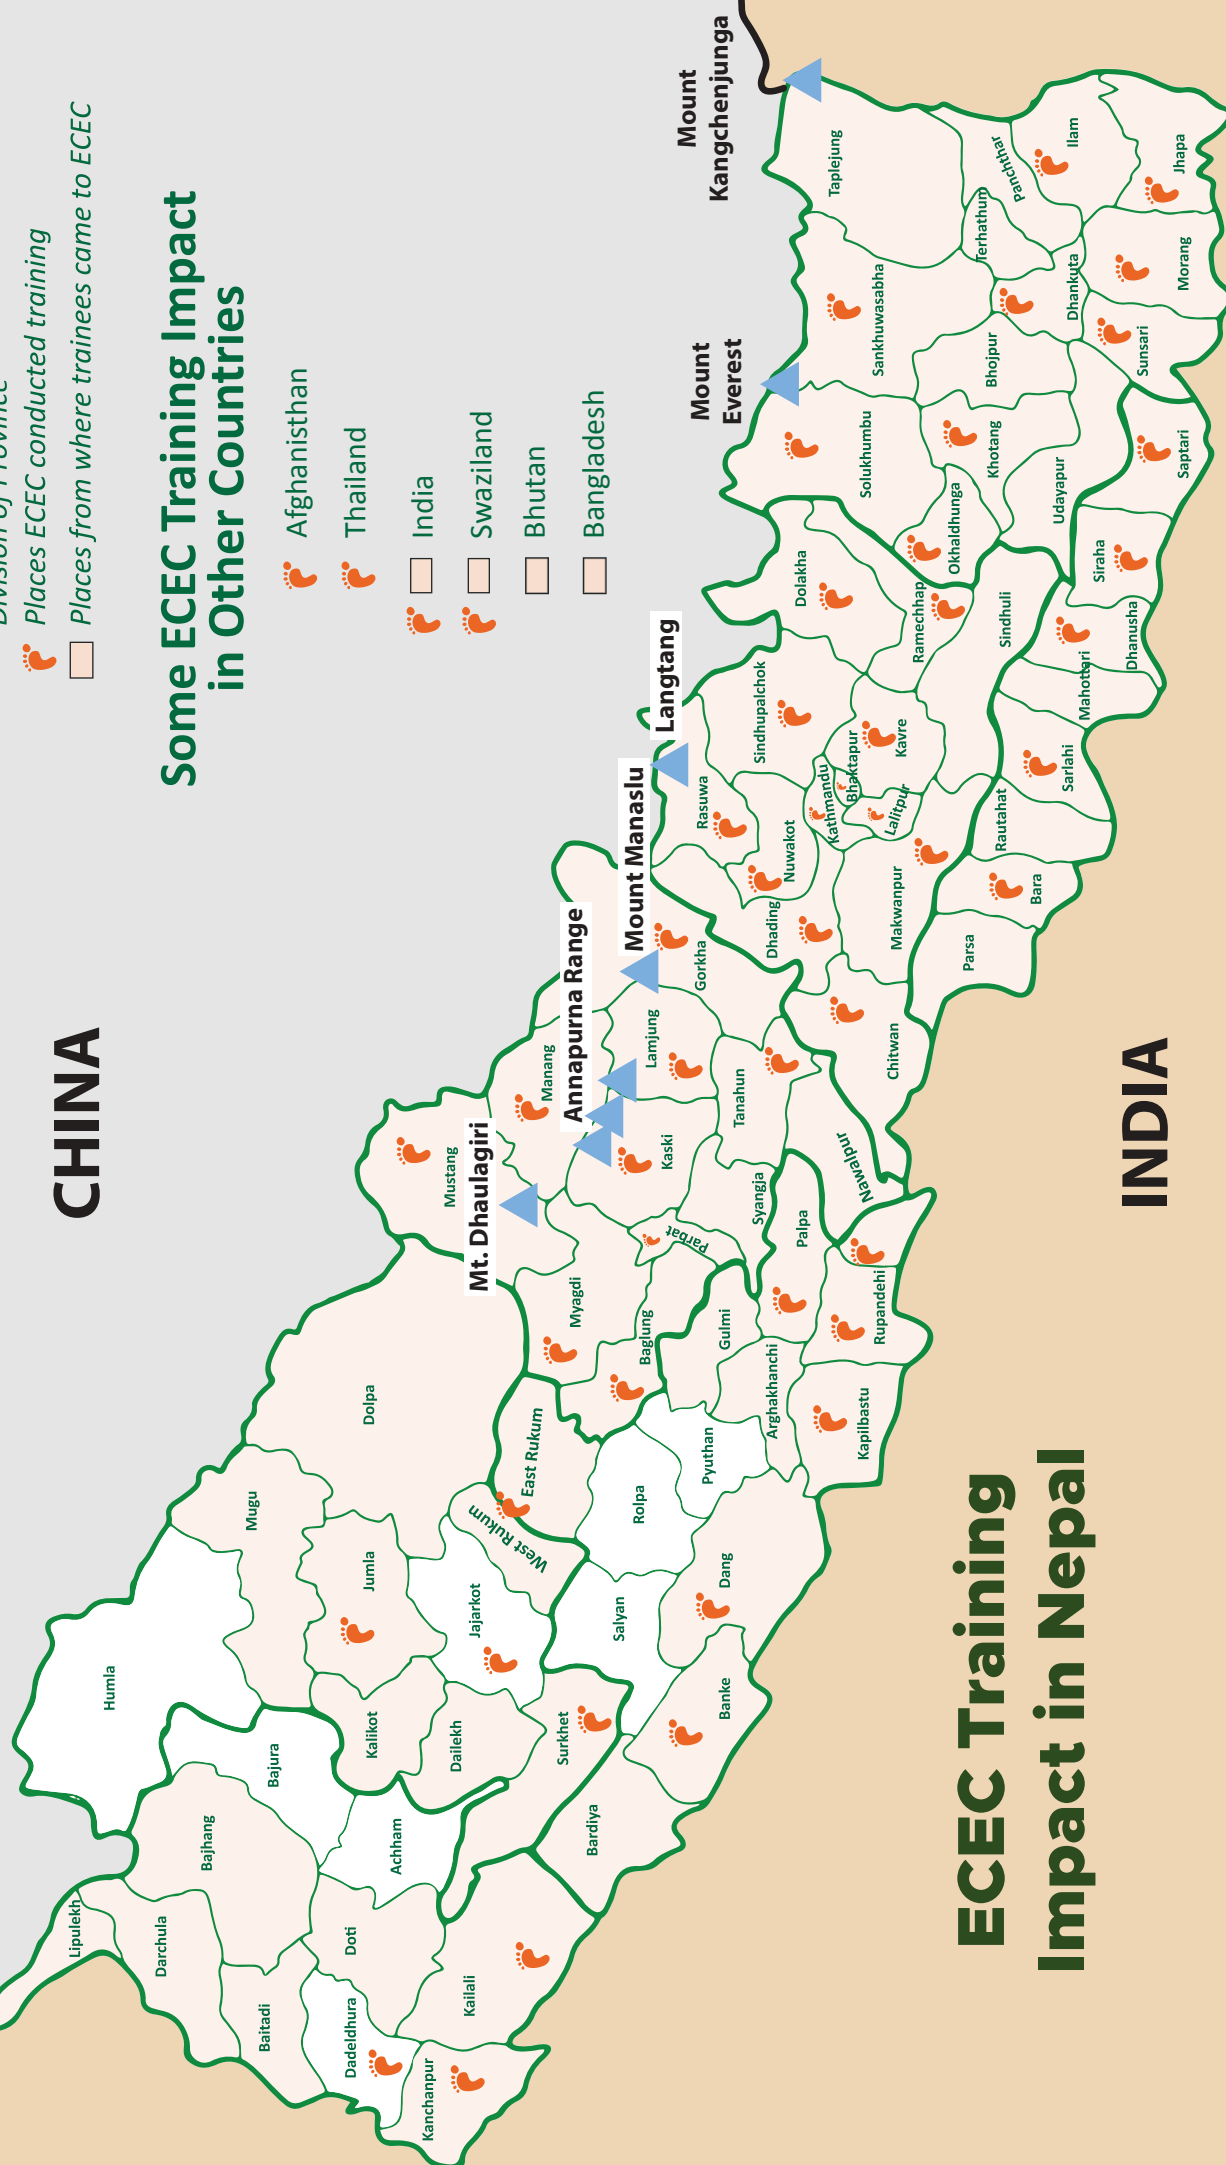 Division of Province
Places ECEC conducted training
Places from where trainees came to ECEC
Some ECEC Training Impact
in Other Countries
Afghanisthan
Thailand
India
Swaziland
Bhutan
Bangladesh
CHINA
INDIA
ECEC Training
Impact in Nepal
Mt. Dhaulagiri
Annapurna Range
Mount Manaslu
Langtang
Mount
Everest
Mount
Kangchenjunga
Lipulekh
Darchula
Baitadi
Dadeldhura
Kanchanpur
Bajhang
Bajura
Doti
Achham
Kailali
Humla
Mugu
Jumla
Kalikot
Dailekh
Jajarkot
Surkhet
West Rukum
Dolpa
Bardiya
Banke
Dang
Salyan
Rolpa
Pyuthan
East Rukum
Gulmi
Arghakhanchi
Kapilbastu
Palpa
Rupandehi
Nawalpur
Mustang
Myagdi
Baglung
Parbat
Syangja
Kaski
Manang
Lamjung
Tanahun
Gorkha
Chitwan
Dhading
Makwanpur
Rasuwa
Nuwakot
Kathmandu
Bhaktapur
Lalitpur
Kavre
Sindhupalchok
Dolakha
Ramechhap
Sindhuli
Parsa
Bara
Rautahat
Sarlahi
Mahottari
Dhanusha
Siraha
Saptari
Solukhumbu
Okhaldhunga
Khotang
Udayapur
Bhojpur
Sankhuwasabha
Dhankuta
Terhathum
Taplejung
Panchthar
Ilam
Jhapa
Morang
Sunsari